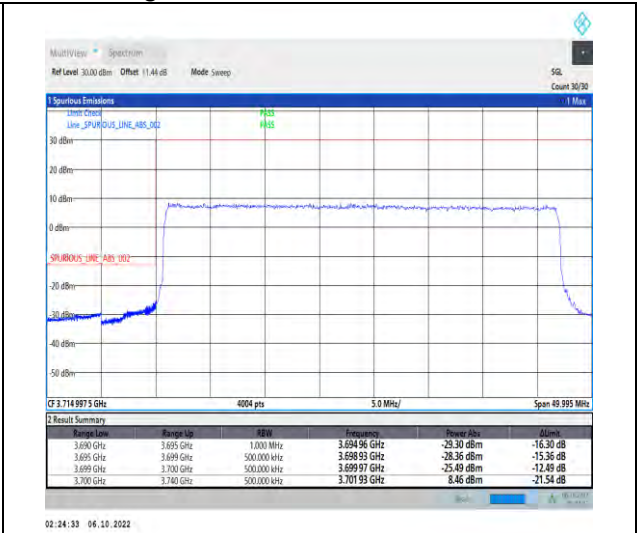 MultiView Spectrum
Ref Level 30.00 dBm Offset 11.44 dB Mode Sweep SGL
Count 30/30
1 Spurious Emissions 1 Max
Limit Check PASS
Line _SPURIOUS_LINE_ABS_002 PASS
30 dBm
20 dBm
10 dBm
0 dBm
SPURIOUS_LINE_ABS_002
-20 dBm
-30 dBm
-40 dBm
-50 dBm
CF 3.714 997 5 GHz 4004 pts 5.0 MHz/ Span 49.995 MHz
2 Result Summary
Range Low Range Up RBW Frequency Power Abs ΔLimit
3.690 GHz 3.695 GHz 1.000 MHz 3.694 96 GHz -29.30 dBm -16.30 dB
3.695 GHz 3.699 GHz 500.000 kHz 3.698 93 GHz -28.36 dBm -15.36 dB
3.699 GHz 3.700 GHz 500.000 kHz 3.699 97 GHz -25.49 dBm -12.49 dB
3.700 GHz 3.740 GHz 500.000 kHz 3.701 93 GHz 8.46 dBm -21.54 dB
02:24:33 06.10.2022